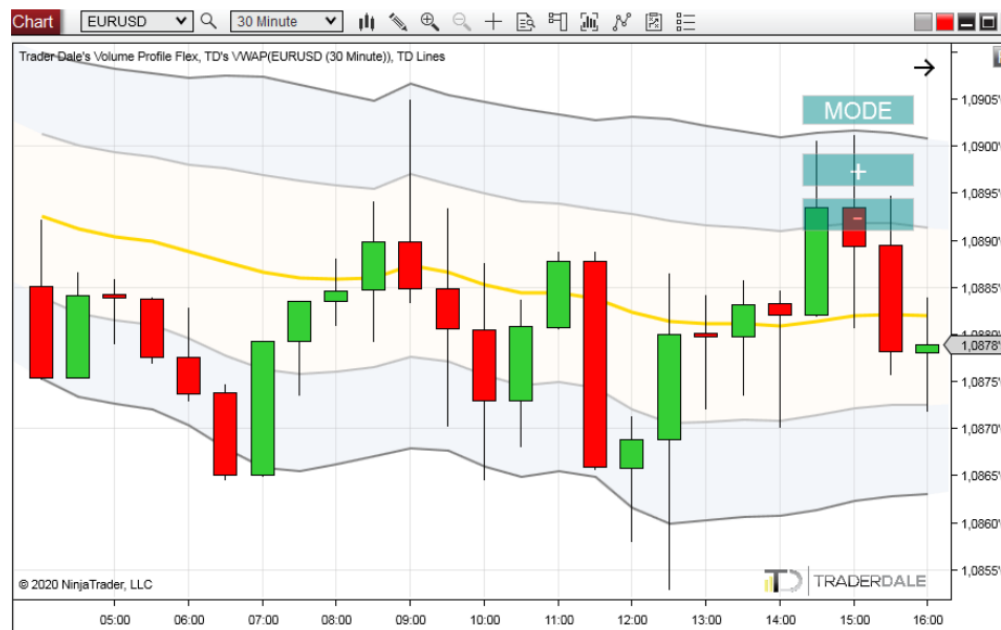 Chart EURUSD 30 Minute
Trader Dale's Volume Profile Flex, TD's VWAP(EURUSD (30 Minute)), TD Lines
MODE
+
-
1,0905'
1,0900'
1,0895'
1,0890'
1,0885'
1,0878'
1,0875'
1,0870'
1,0865'
1,0860'
1,0855'
© 2020 NinjaTrader, LLC
TD TRADERDALE
05:00 06:00 07:00 08:00 09:00 10:00 11:00 12:00 13:00 14:00 15:00 16:00